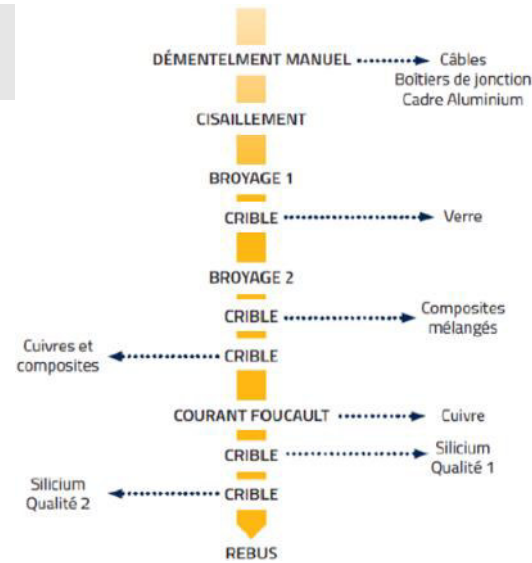 DÉMENTELMENT MANUEL
Câbles
Boîtiers de jonction
Cadre Aluminium
CISAILLEMENT
BROYAGE 1
CRIBLE
Verre
BROYAGE 2
CRIBLE
Composites
mélangés
Cuivres et
composites
CRIBLE
COURANT FOUCAULT
Cuivre
CRIBLE
Silicium
Qualité 1
Silicium
Qualité 2
CRIBLE
REBUS